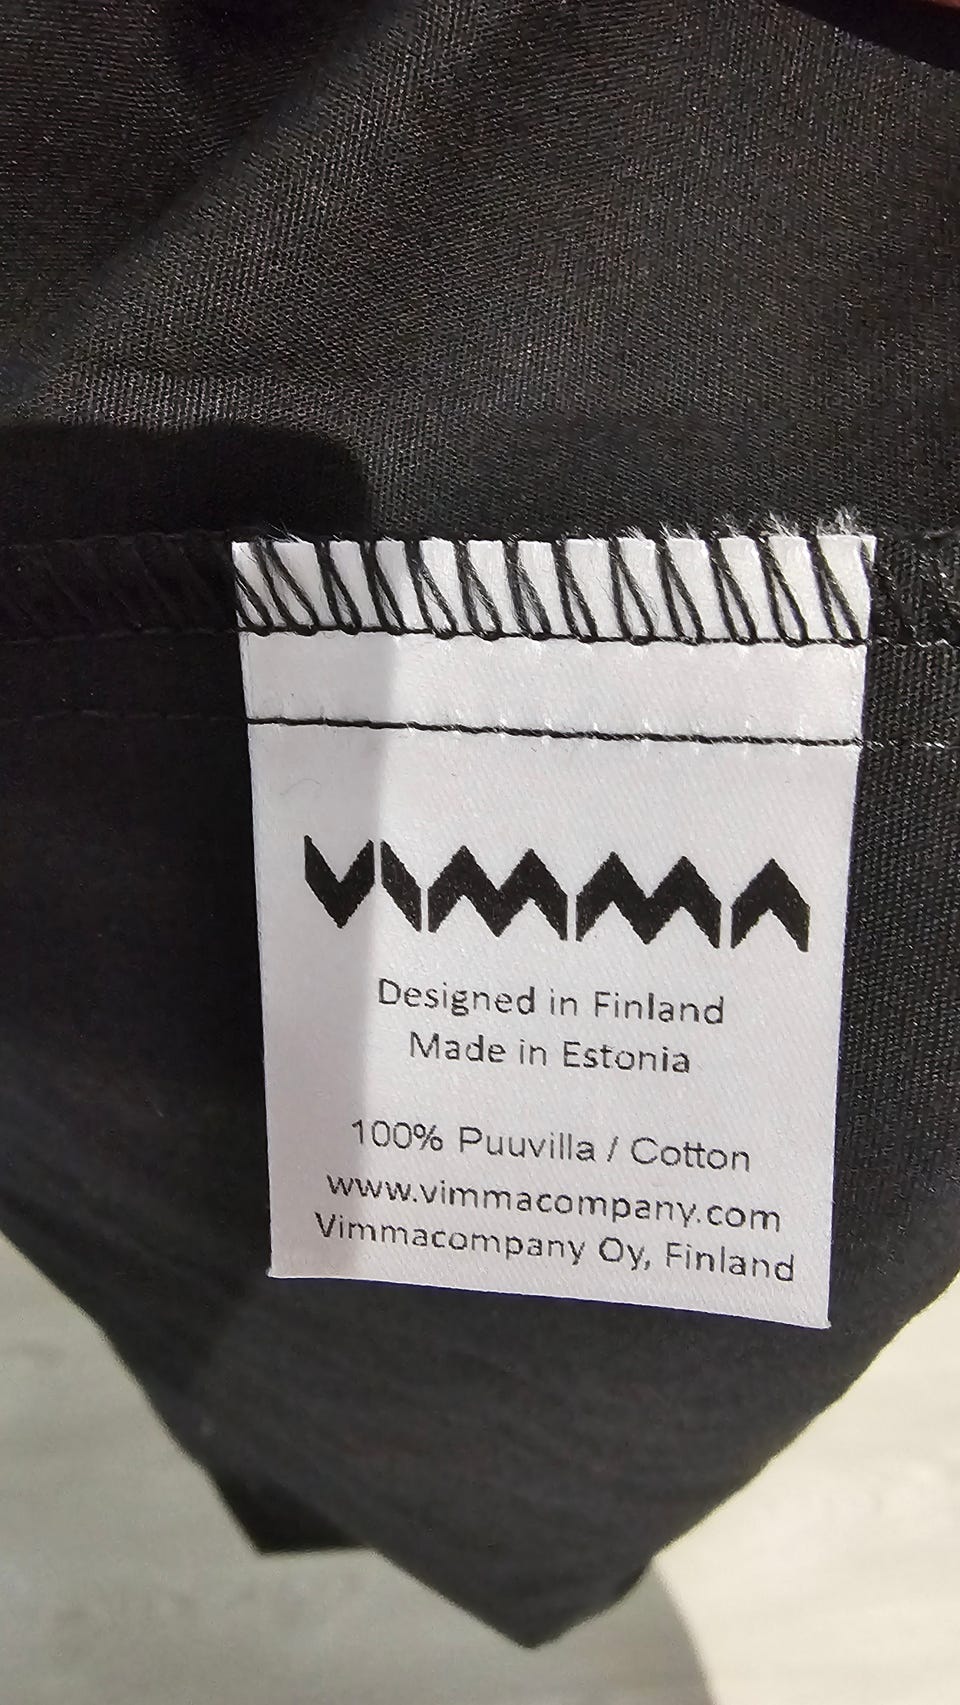 VIMMA
Designed in Finland
Made in Estonia
100% Puuvilla / Cotton
www.vimmacompany.com
Vimmacompany Oy, Finland